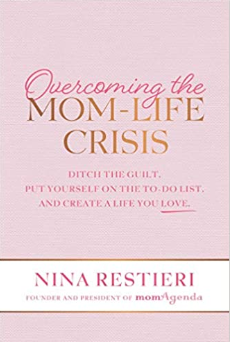 Overcoming the
MOM-LIFE
CRISIS
DITCH THE GUILT,
PUT YOURSELF ON THE TO-DO LIST,
AND CREATE A LIFE YOU LOVE.
NINA RESTIERI
FOUNDER AND PRESIDENT OF momAgenda